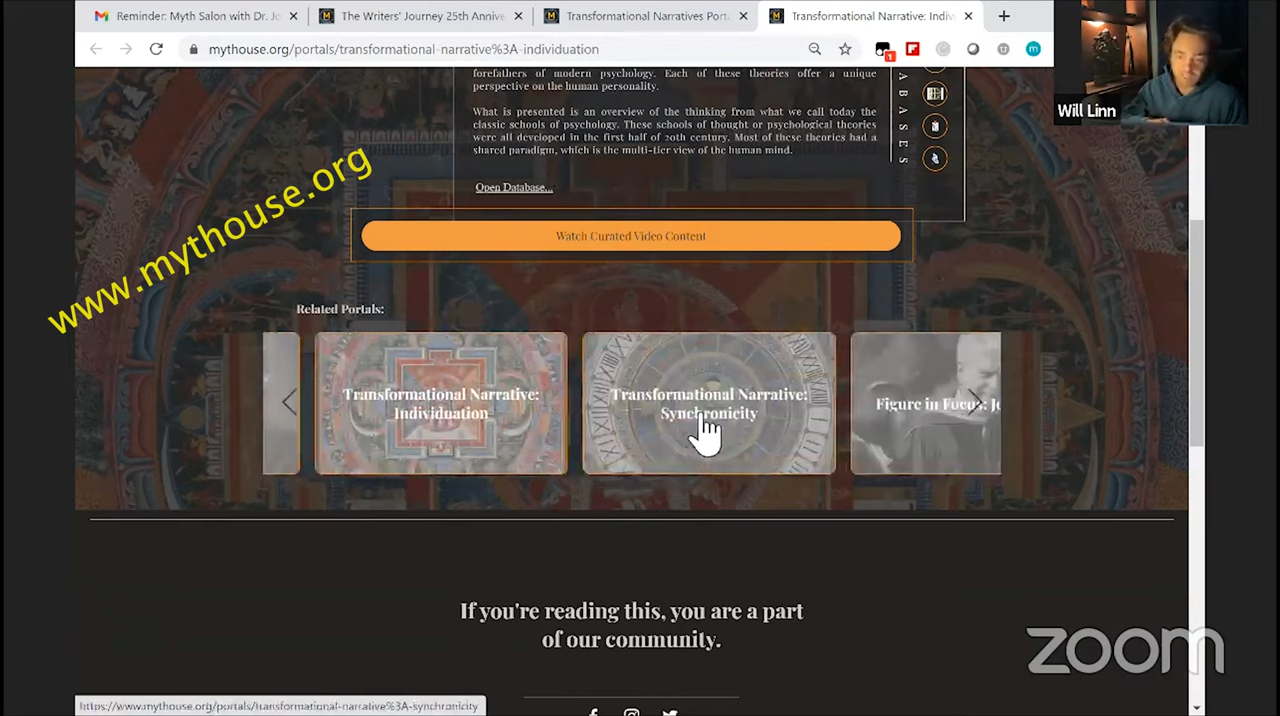 Reminder: Myth Salon with Dr. Jo
The Writers' Journey 25th Annive
Transformational Narratives Port
Transformational Narrative: Indiv
mythouse.org/portals/transformational-narrative%3A-individuation
1
m
Will Linn
forefathers of modern psychology. Each of these theories offer a unique
perspective on the human personality.
What is presented is an overview of the thinking from what we call today the
classic schools of psychology. These schools of thought or psychological theories
were all developed in the first half of 20th century. Most of these theories had a
shared paradigm, which is the multi-tier view of the human mind.
A
B
A
S
E
S
Open Database...
www.mythouse.org
Watch Curated Video Content
Related Portals:
Transformational Narrative:
Individuation
Transformational Narrative:
Synchronicity
Figure in Focus: Jo
If you're reading this, you are a part
of our community.
zoom
https://www.mythouse.org/portals/transformational-narrative%3A-synchronicity